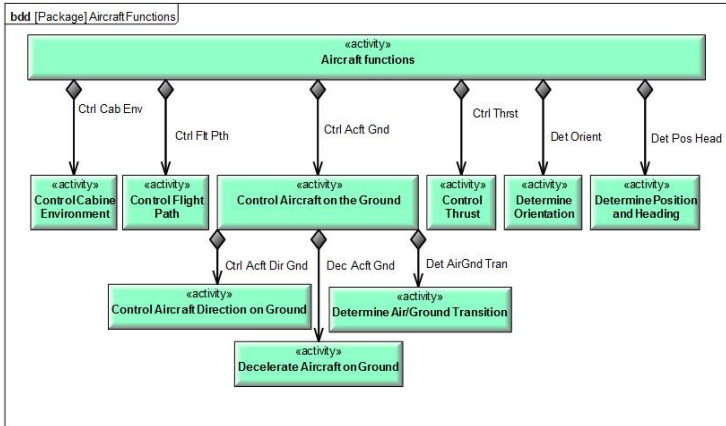 bdd [Package] Aircraft Functions
«activity»
Aircraft functions
Ctrl Cab Env
Ctrl Flt Pth
Ctrl Acft Gnd
Ctrl Thrst
Det Orient
Det Pos Head
«activity»
Control Cabine
Environment
«activity»
Control Flight
Path
«activity»
Control Aircraft on the Ground
«activity»
Control
Thrust
«activity»
Determine
Orientation
«activity»
Determine Position
and Heading
Ctrl Acft Dir Gnd
Dec Acft Gnd
Det AirGnd Tran
«activity»
Control Aircraft Direction on Ground
«activity»
Determine Air/Ground Transition
«activity»
Decelerate Aircraft on Ground